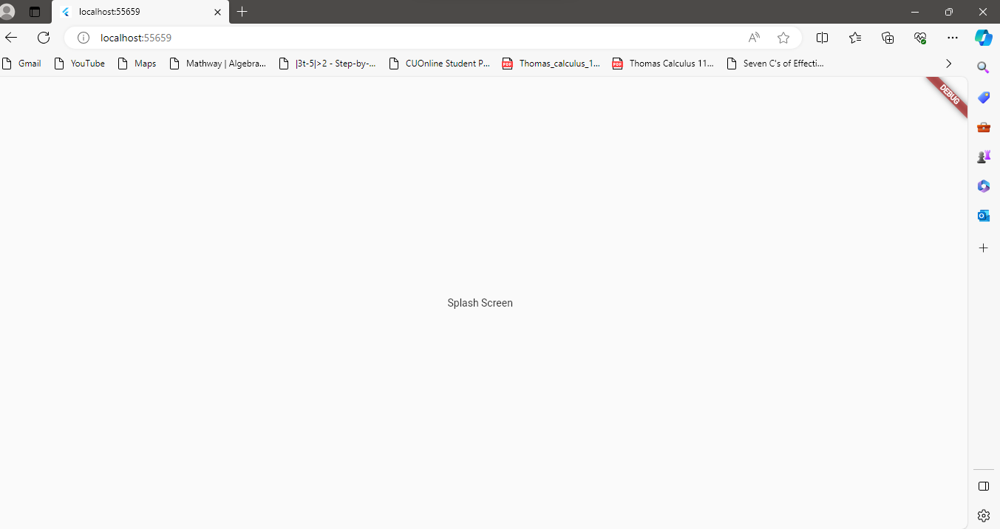 localhost:55659
localhost:55659
Gmail YouTube Maps Mathway | Algebra... |3t-5|>2 - Step-by-... CUOnline Student P... Thomas_calculus_1... Thomas Calculus 11... Seven C's of Effecti...
DEBUG
Splash Screen